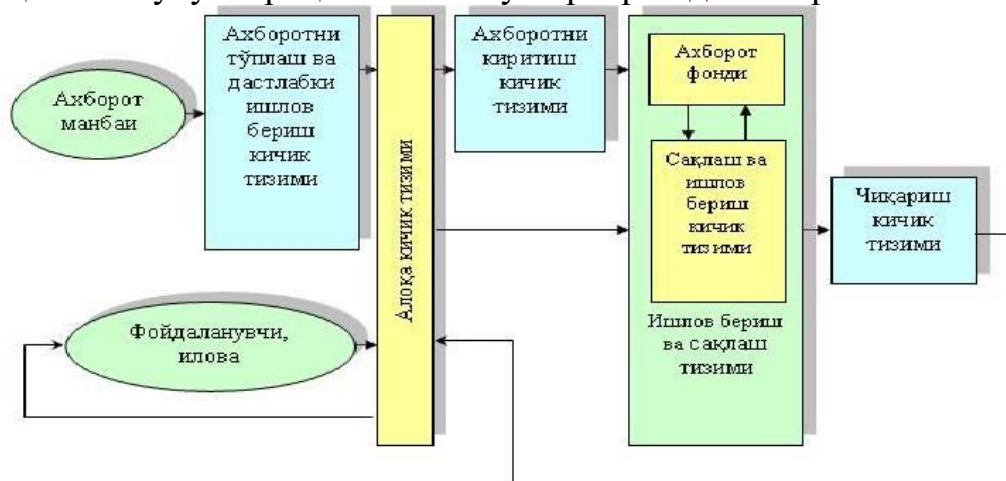 Ахборот
манбаи
Ахборотни
тўплаш ва
дастлабки
ишлов
бериш
кичик
тизими
Алоқа кичик тизими
Ахборотни
киритиш
кичик
тизими
Ахборот
фонди
Сақлаш ва
ишлов
бериш
кичик
тизими
Ишлов бериш
ва сақлаш
тизими
Чиқариш
кичик
тизими
Фойдаланувчи,
илова